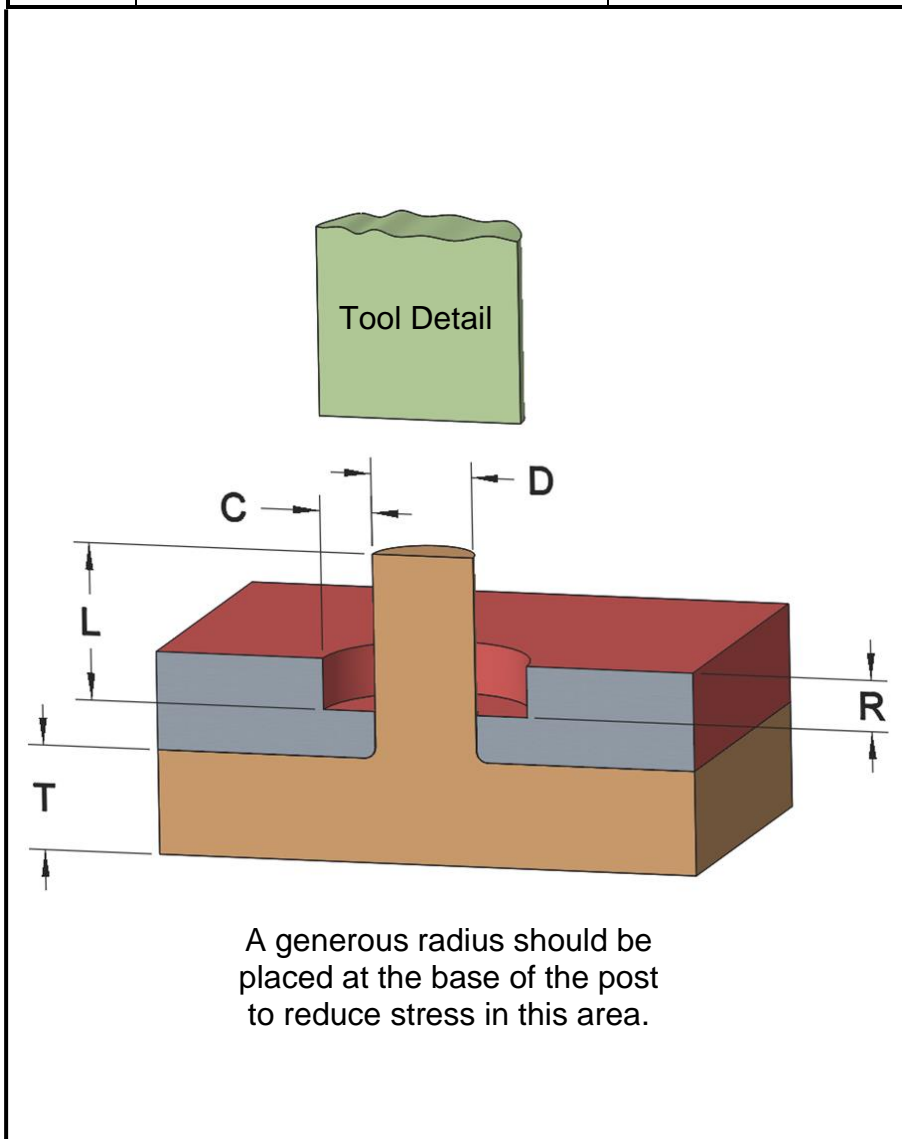 Tool Detail
D
C
L
R
T
A generous radius should be
placed at the base of the post
to reduce stress in this area.